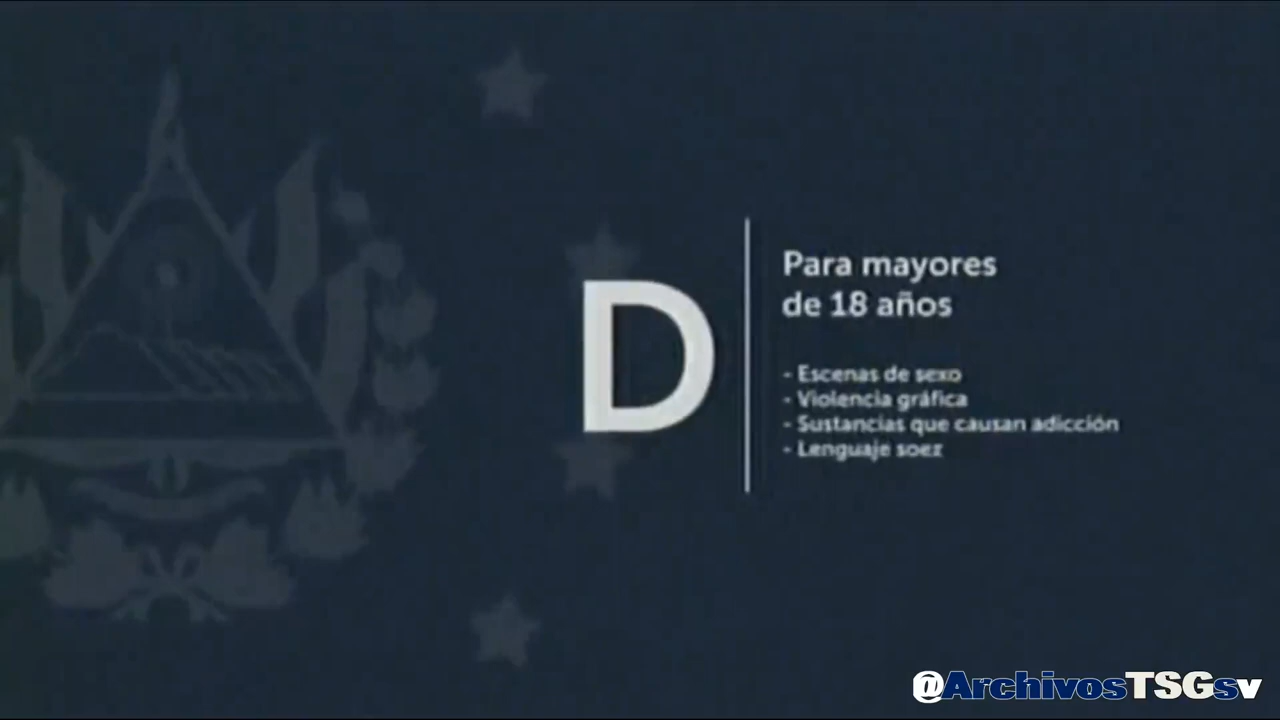 D
Para mayores
de 18 años
- Escenas de sexo
- Violencia gráfica
- Sustancias que causan adicción
- Lenguaje soez
@ArchivosTSGsv